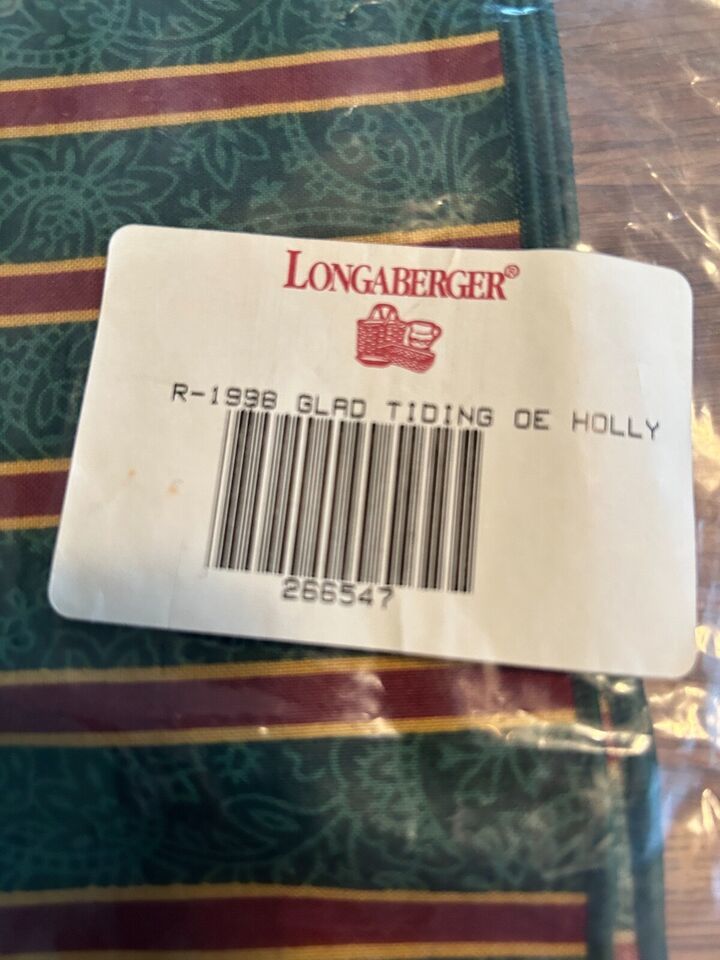 LONGABERGER®
R-1998 GLAD TIDING OE HOLLY
266547